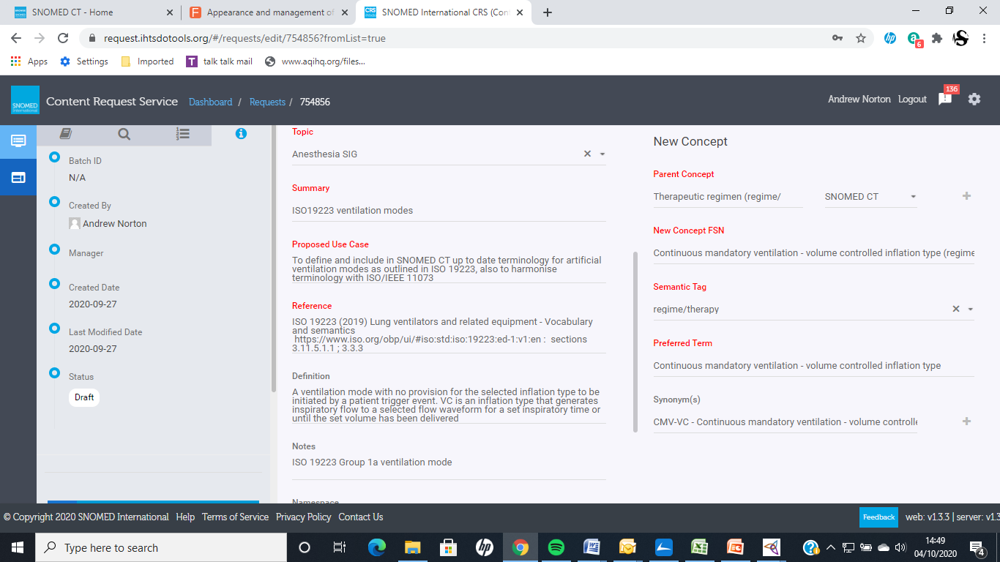 SNOMED CT - Home
Appearance and management of
SNOMED International CRS (Con
request.ihtsdotools.org/#/requests/edit/754856?fromList=true
6
Apps
Settings
Imported
T
talk talk mail
www.aqihq.org/files...
SNOMED
International
Content Request Service
Dashboard / Requests / 754856
Andrew Norton
Logout
136
Batch ID
N/A
Created By
Andrew Norton
Manager
Created Date
2020-09-27
Last Modified Date
2020-09-27
Status
Draft
Topic
Anesthesia SIG
Summary
ISO19223 ventilation modes
Proposed Use Case
To define and include in SNOMED CT up to date terminology for artificial
ventilation modes as outlined in ISO 19223, also to harmonise
terminology with ISO/IEEE 11073
Reference
ISO 19223 (2019) Lung ventilators and related equipment - Vocabulary
and semantics
https://www.iso.org/obp/ui/#iso:std:iso:19223:ed-1:v1:en : sections
3.11.5.1.1 ; 3.3.3
Definition
A ventilation mode with no provision for the selected inflation type to be
initiated by a patient trigger event. VC is an inflation type that generates
inspiratory flow to a selected flow waveform for a set inspiratory time or
until the set volume has been delivered
Notes
ISO 19223 Group 1a ventilation mode
Namespace
New Concept
Parent Concept
Therapeutic regimen (regime/
SNOMED CT
New Concept FSN
Continuous mandatory ventilation - volume controlled inflation type (regime
Semantic Tag
regime/therapy
Preferred Term
Continuous mandatory ventilation - volume controlled inflation type
Synonym(s)
CMV-VC - Continuous mandatory ventilation - volume controlle
© Copyright 2020 SNOMED International
Help
Terms of Service
Privacy Policy
Contact Us
Feedback
web: v1.3.3 | server: v1.3
Type here to search
14:49
04/10/2020
4